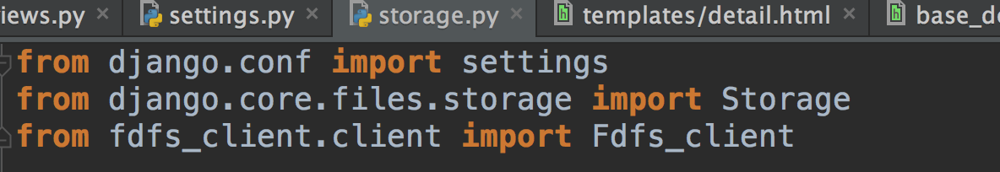 iews.py settings.py storage.py templates/detail.html base_de
from django.conf import settings
from django.core.files.storage import Storage
from fdfs_client.client import Fdfs_client